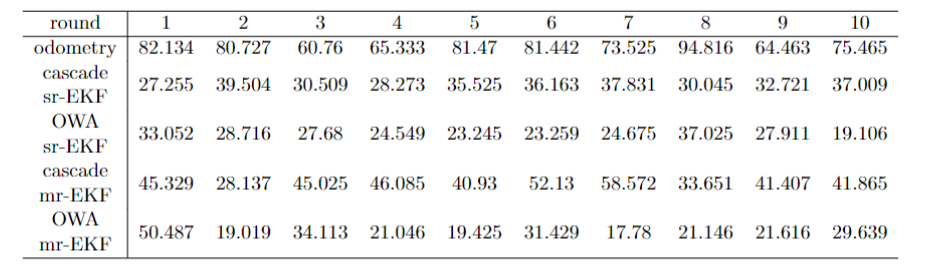 round 1 2 3 4 5 6 7 8 9 10
odometry 82.134 80.727 60.76 65.333 81.47 81.442 73.525 94.816 64.463 75.465
cascade
sr-EKF 27.255 39.504 30.509 28.273 35.525 36.163 37.831 30.045 32.721 37.009
OWA
sr-EKF 33.052 28.716 27.68 24.549 23.245 23.259 24.675 37.025 27.911 19.106
cascade
mr-EKF 45.329 28.137 45.025 46.085 40.93 52.13 58.572 33.651 41.407 41.865
OWA
mr-EKF 50.487 19.019 34.113 21.046 19.425 31.429 17.78 21.146 21.616 29.639